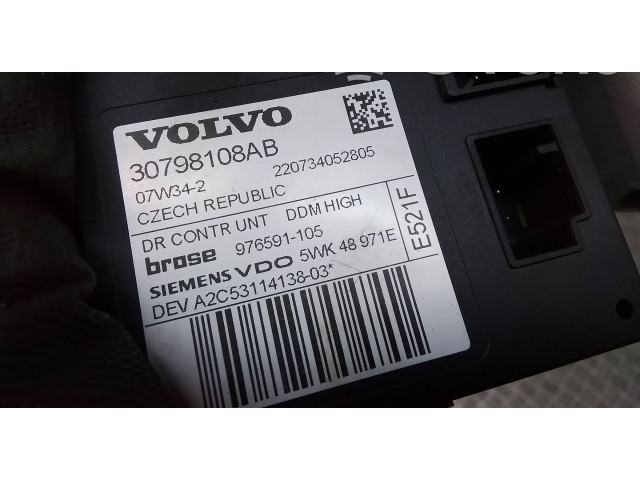 VOLVO
30798108AB
07W34-2
220734052805
CZECH REPUBLIC
DR CONTR UNT DDM HIGH
brose 976591-105
SIEMENS VDO 5WK 48 971E
DEV A2C53114138-03*
E521F